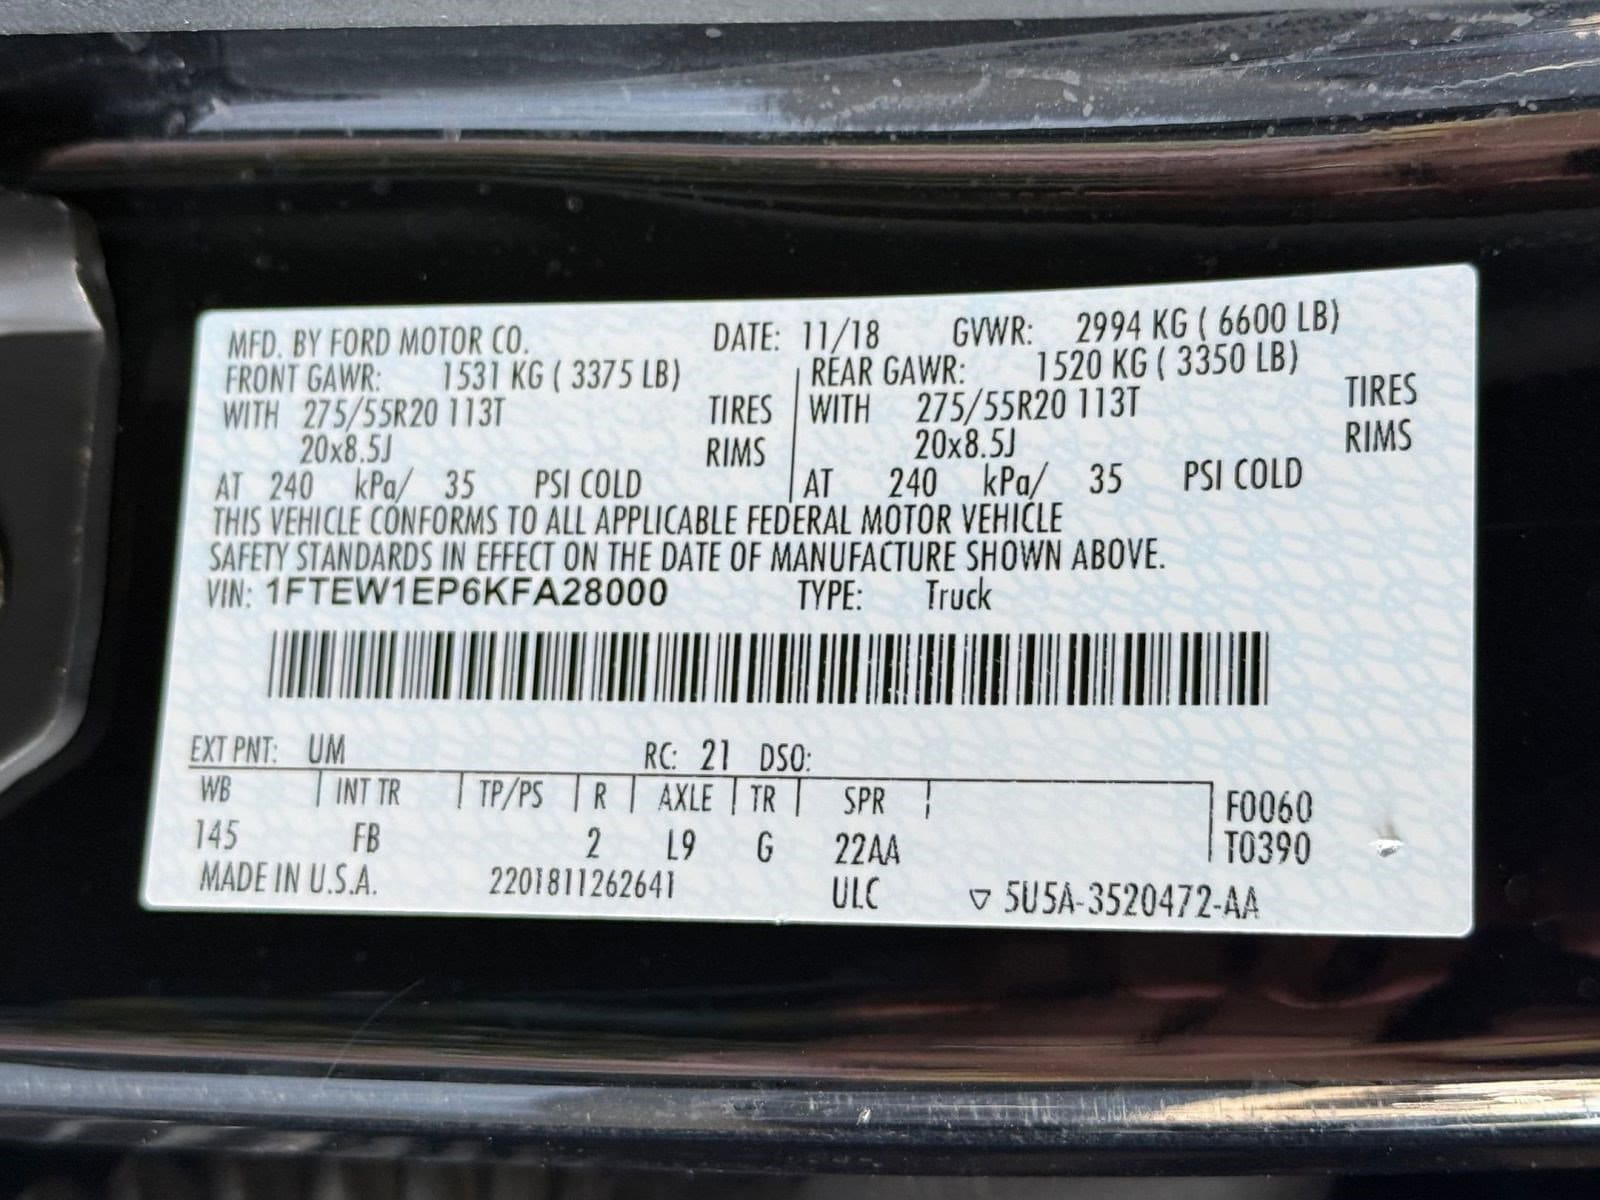 MFD. BY FORD MOTOR CO. DATE: 11/18 GVWR: 2994 KG ( 6600 LB)
FRONT GAWR: 1531 KG ( 3375 LB) REAR GAWR: 1520 KG ( 3350 LB)
WITH 275/55R20 113T TIRES WITH 275/55R20 113T TIRES
20x8.5J RIMS 20x8.5J RIMS
AT 240 kPa/ 35 PSI COLD AT 240 kPa/ 35 PSI COLD
THIS VEHICLE CONFORMS TO ALL APPLICABLE FEDERAL MOTOR VEHICLE
SAFETY STANDARDS IN EFFECT ON THE DATE OF MANUFACTURE SHOWN ABOVE.
VIN: 1FTEW1EP6KFA28000 TYPE: Truck
EXT PNT: UM RC: 21 DSO:
WB INT TR TP/PS R AXLE TR SPR F0060
145 FB 2 L9 G 22AA T0390
MADE IN U.S.A. 2201811262641 ULC ▽ 5U5A-3520472-AA